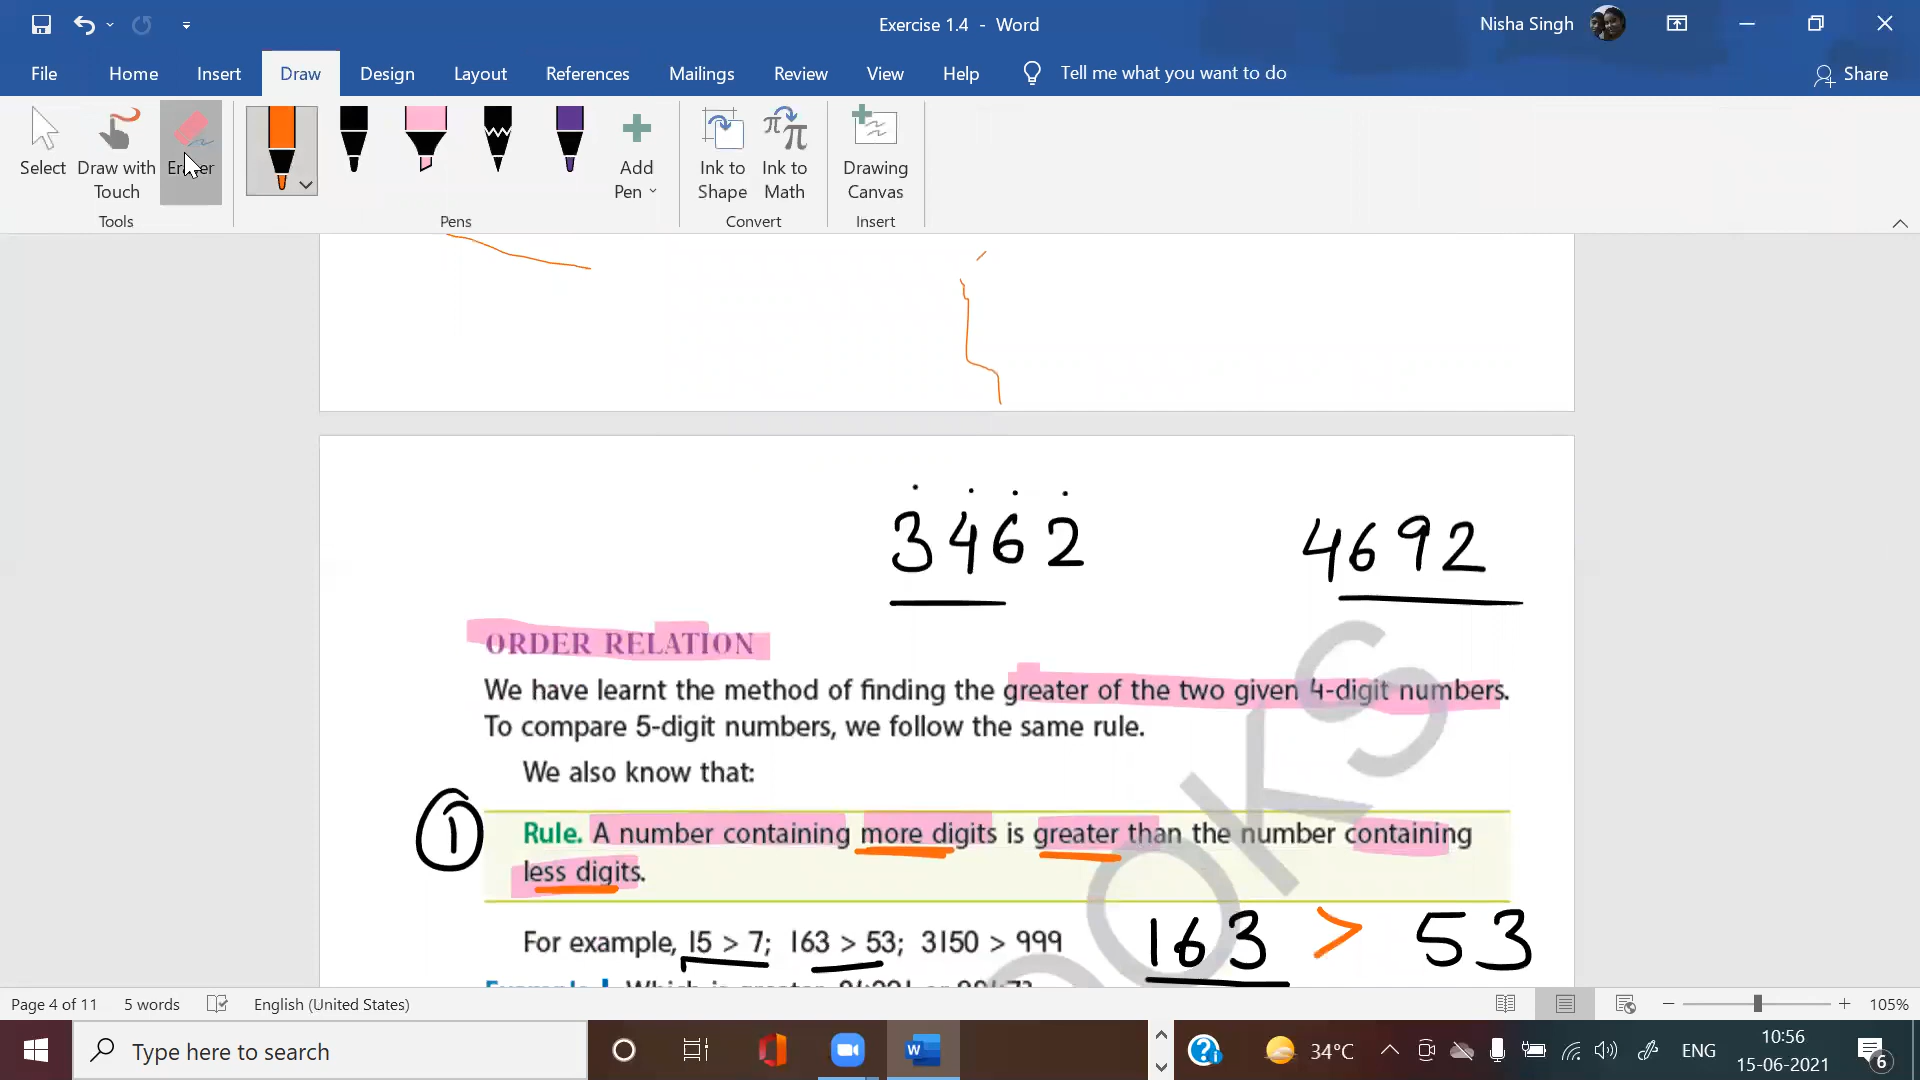 Exercise 1.4 - Word
Nisha Singh
File Home Insert Draw Design Layout References Mailings Review View Help Tell me what you want to do Share
Select Draw with Touch Eraser
Add Pen
Ink to Shape Ink to Math
Drawing Canvas
Tools Pens Convert Insert
3462 4692
ORDER RELATION
We have learnt the method of finding the greater of the two given 4-digit numbers.
To compare 5-digit numbers, we follow the same rule.
We also know that:
1
Rule. A number containing more digits is greater than the number containing
less digits.
For example, 15 > 7; 163 > 53; 3150 > 999
163 > 53
OKS
OOKS
Page 4 of 11 5 words English (United States) 105%
Type here to search
34°C ENG
10:56
15-06-2021
6